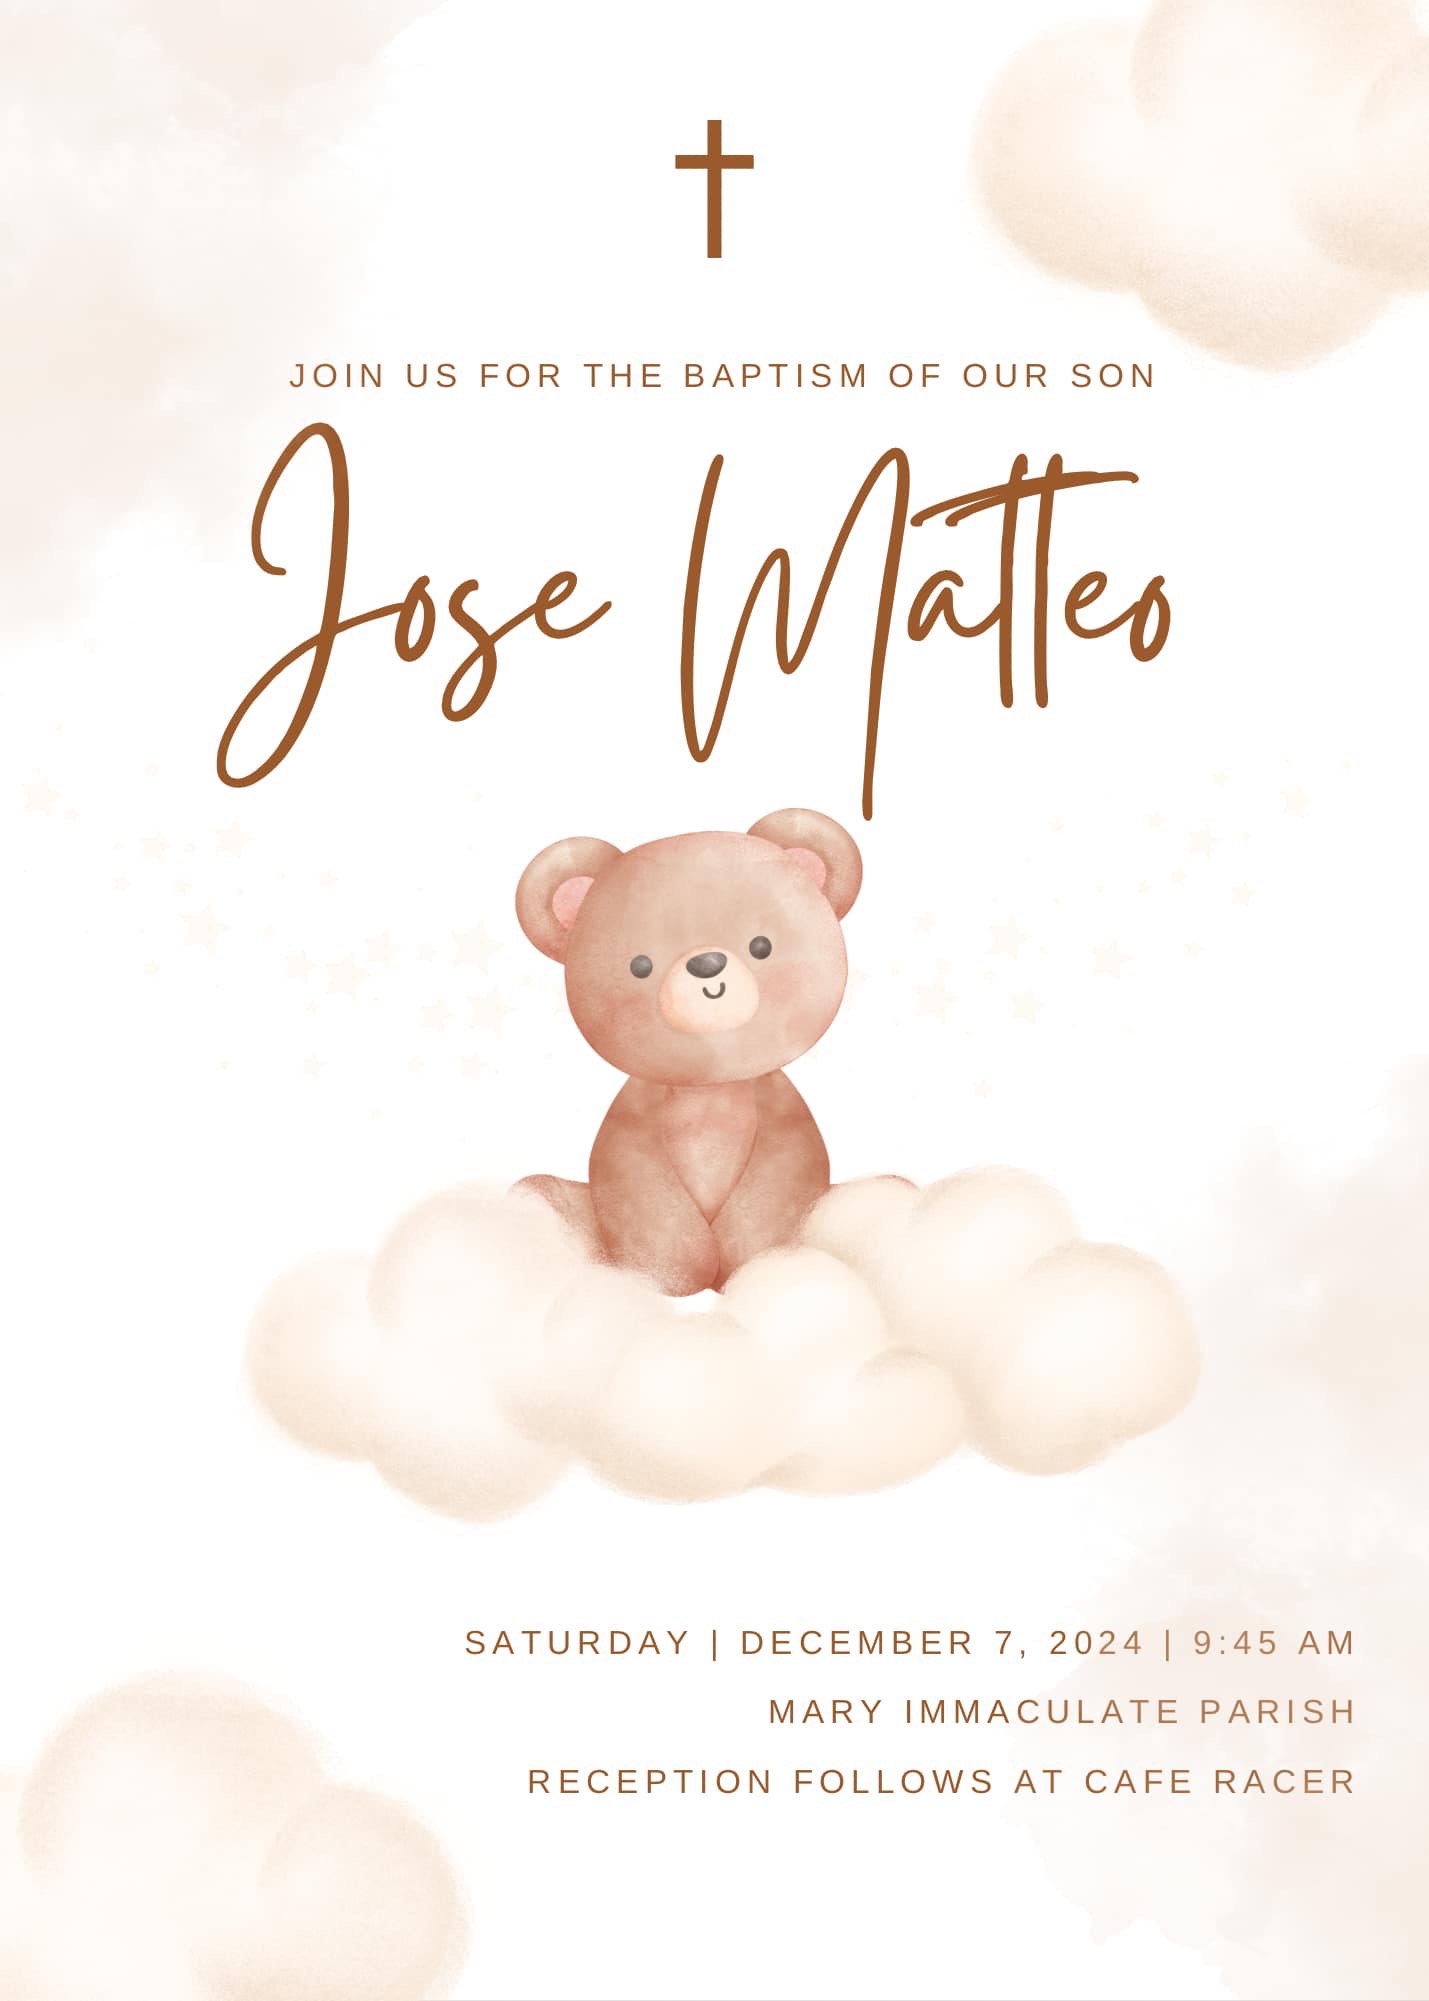 JOIN US FOR THE BAPTISM OF OUR SON
Jose Matteo
SATURDAY | DECEMBER 7, 2024 | 9:45 AM
MARY IMMACULATE PARISH
RECEPTION FOLLOWS AT CAFE RACER